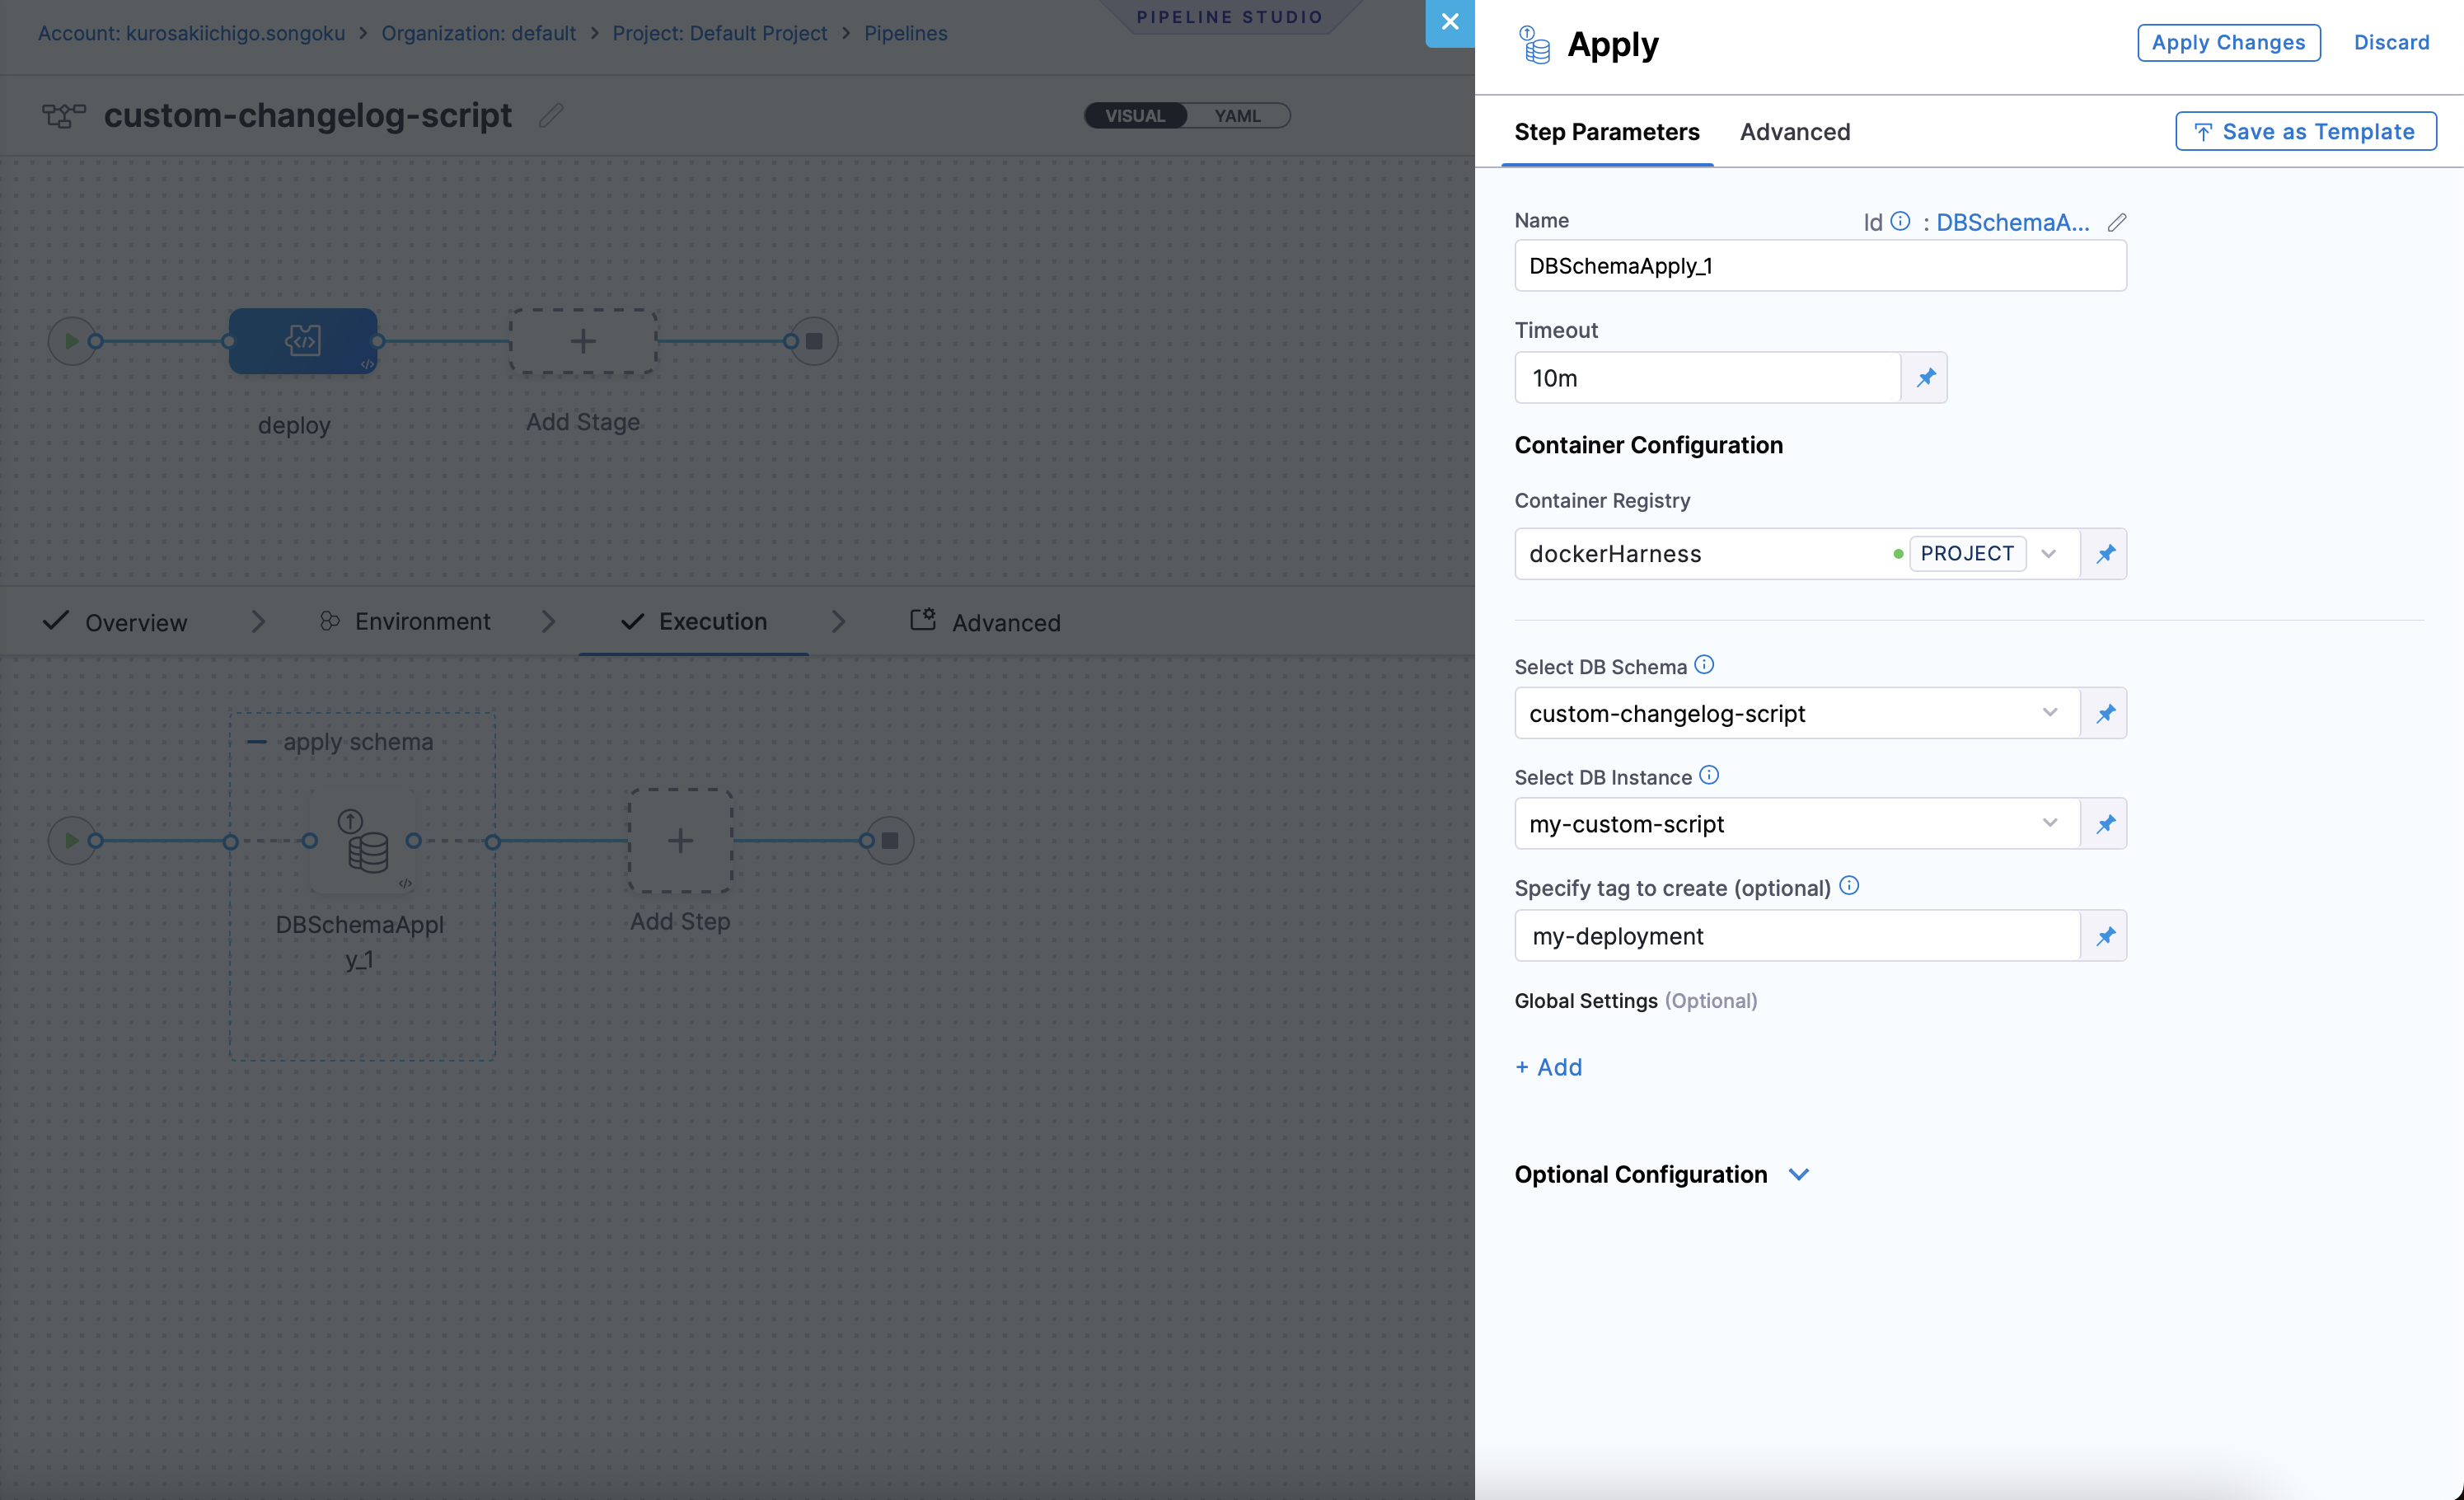 Account: kurosakiichigo.songoku > Organization: default > Project: Default Project > Pipelines
PIPELINE STUDIO
custom-changelog-script
VISUAL YAML
deploy
Add Stage
Overview
Environment
Execution
Advanced
apply schema
DBSchemaAppl
y_1
Add Step
Apply
Apply Changes
Discard
Step Parameters
Advanced
Save as Template
Name
Id : DBSchemaA...
DBSchemaApply_1
Timeout
10m
Container Configuration
Container Registry
dockerHarness
PROJECT
Select DB Schema
custom-changelog-script
Select DB Instance
my-custom-script
Specify tag to create (optional)
my-deployment
Global Settings (Optional)
+ Add
Optional Configuration